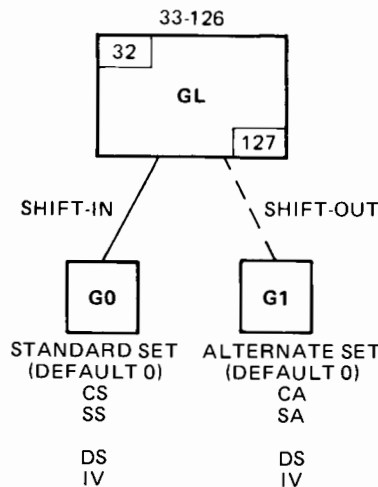 33-126
32
GL
127
SHIFT-IN
SHIFT-OUT
G0
G1
STANDARD SET
(DEFAULT 0)
CS
SS
DS
IV
ALTERNATE SET
(DEFAULT 0)
CA
SA
DS
IV